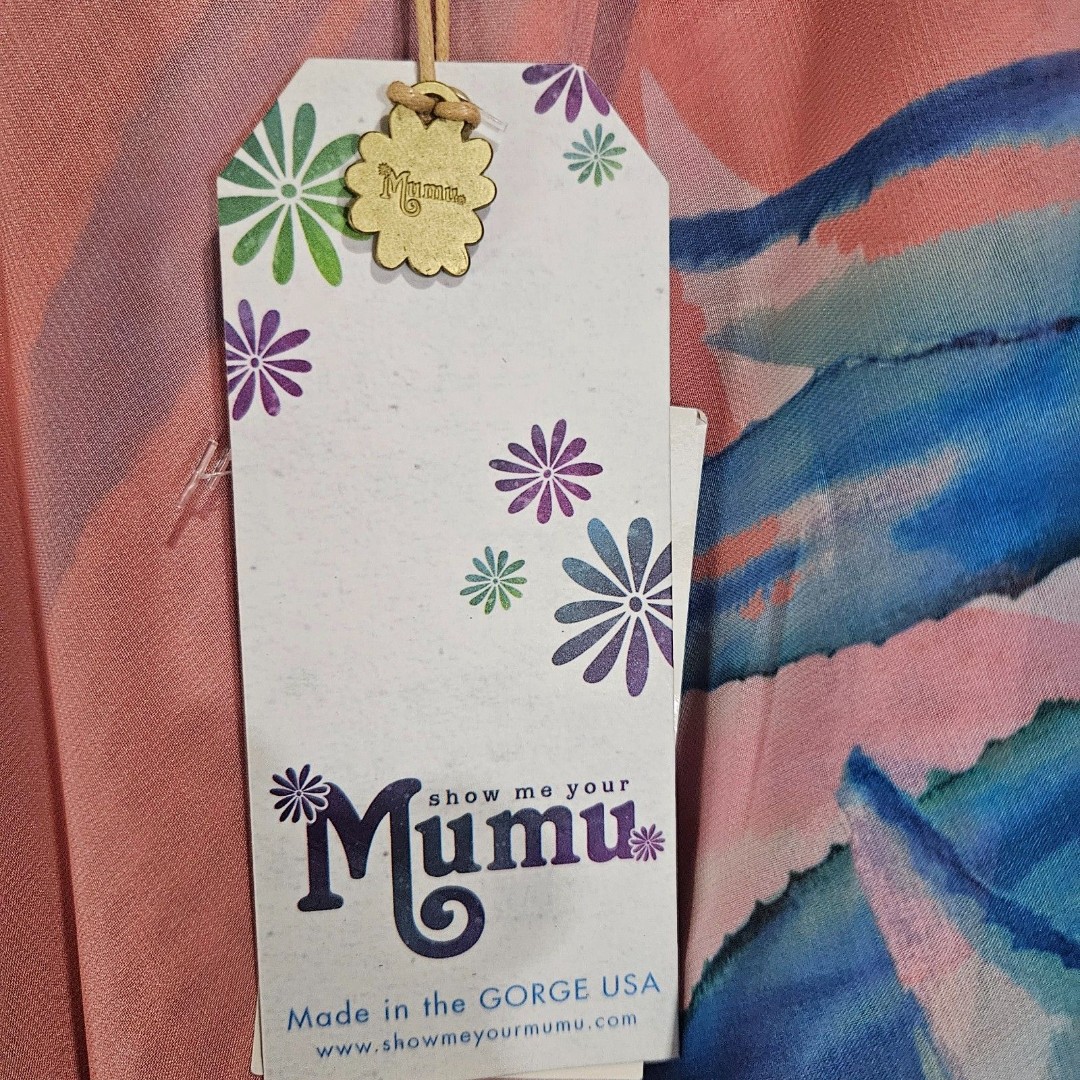 Mumu
show me your
Mumu
Made in the GORGE USA
www.showmeyourmumu.com